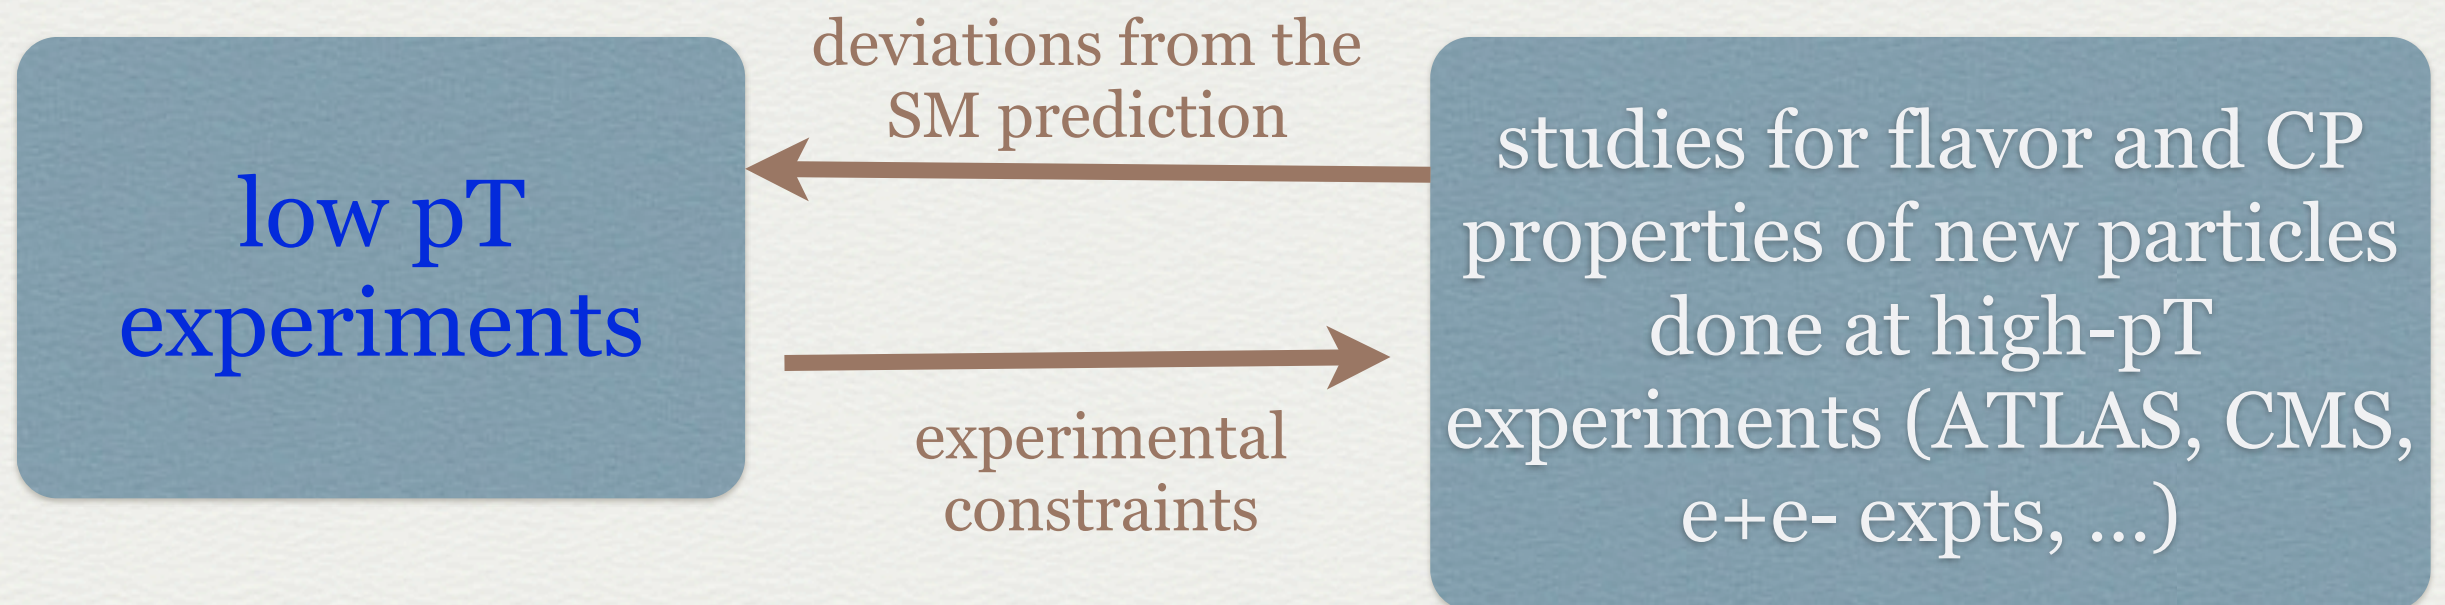 low pT
experiments
deviations from the
SM prediction
experimental
constraints
studies for flavor and CP
properties of new particles
done at high-pT
experiments (ATLAS, CMS,
e+e- expts, ...)